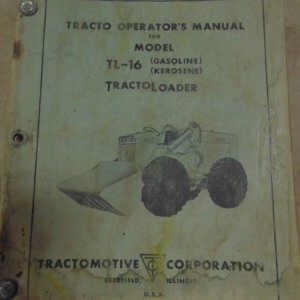 TRACTO OPERATOR'S MANUAL
FOR
MODEL
TL-16 (GASOLINE)
(KEROSENE)
TRACTOLOADER
TRACTOMOTIVE CORPORATION
DEERFIELD, ILLINOIS
U.S.A.